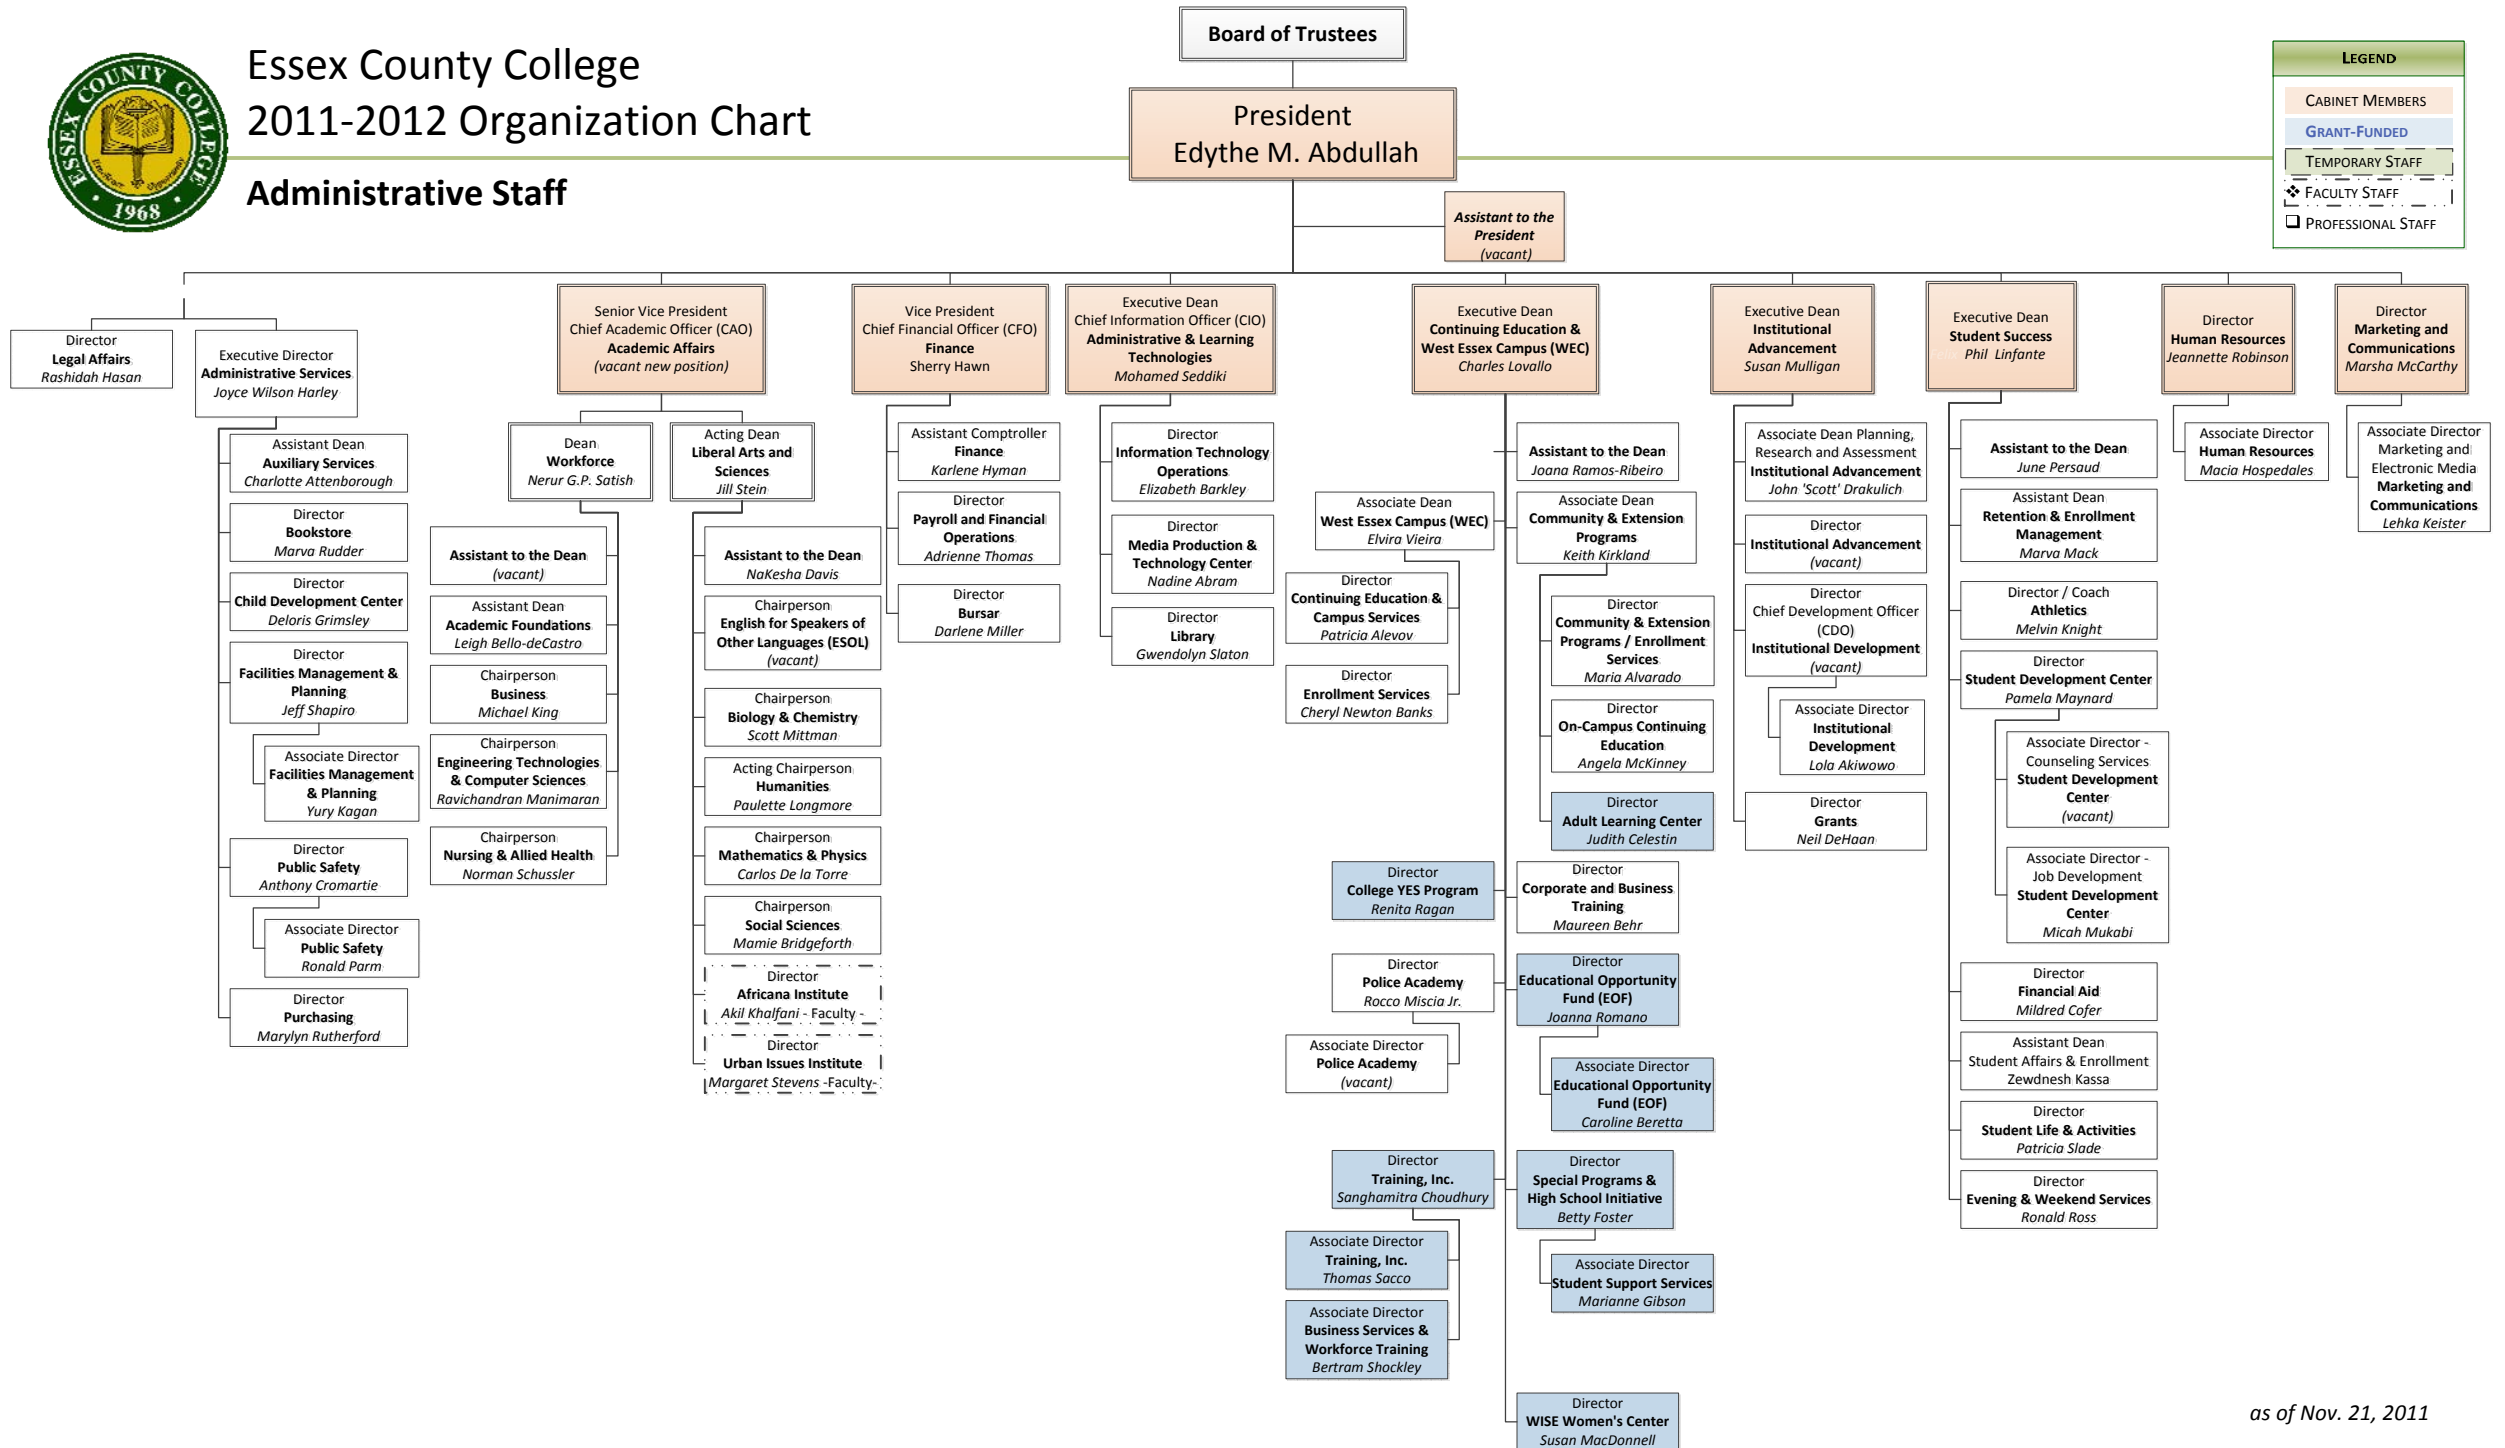 Board of Trustees
President
Edythe M. Abdullah
Essex County College
2011-2012 Organization Chart
Administrative Staff
ESSEX COUNTY COLLEGE
1968
LEGEND
CABINET MEMBERS
GRANT-FUNDED
TEMPORARY STAFF
❖ FACULTY STAFF
❑ PROFESSIONAL STAFF
Assistant to the
President
(vacant)
Director
Legal Affairs
Rashidah Hasan
Executive Director
Administrative Services
Joyce Wilson Harley
Assistant Dean
Auxiliary Services
Charlotte Attenborough
Director
Bookstore
Marva Rudder
Director
Child Development Center
Deloris Grimsley
Director
Facilities Management &
Planning
Jeff Shapiro
Associate Director
Facilities Management
& Planning
Yury Kagan
Director
Public Safety
Anthony Cromartie
Associate Director
Public Safety
Ronald Parm
Director
Purchasing
Marylyn Rutherford
Senior Vice President
Chief Academic Officer (CAO)
Academic Affairs
(vacant new position)
Dean
Workforce
Nerur G.P. Satish
Assistant to the Dean
(vacant)
Assistant Dean
Academic Foundations
Leigh Bello-deCastro
Chairperson
Business
Michael King
Chairperson
Engineering Technologies
& Computer Sciences
Ravichandran Manimaran
Chairperson
Nursing & Allied Health
Norman Schussler
Acting Dean
Liberal Arts and
Sciences
Jill Stein
Assistant to the Dean
NaKesha Davis
Chairperson
English for Speakers of
Other Languages (ESOL)
(vacant)
Chairperson
Biology & Chemistry
Scott Mittman
Acting Chairperson
Humanities
Paulette Longmore
Chairperson
Mathematics & Physics
Carlos De la Torre
Chairperson
Social Sciences
Mamie Bridgeforth
Director
Africana Institute
Akil Khalfani - Faculty -
Director
Urban Issues Institute
Margaret Stevens -Faculty-
Vice President
Chief Financial Officer (CFO)
Finance
Sherry Hawn
Assistant Comptroller
Finance
Karlene Hyman
Director
Payroll and Financial
Operations
Adrienne Thomas
Director
Bursar
Darlene Miller
Executive Dean
Chief Information Officer (CIO)
Administrative & Learning
Technologies
Mohamed Seddiki
Director
Information Technology
Operations
Elizabeth Barkley
Director
Media Production &
Technology Center
Nadine Abram
Director
Library
Gwendolyn Slaton
Executive Dean
Continuing Education &
West Essex Campus (WEC)
Charles Lovallo
Assistant to the Dean
Joana Ramos-Ribeiro
Associate Dean
West Essex Campus (WEC)
Elvira Vieira
Director
Continuing Education &
Campus Services
Patricia Alevov
Director
Enrollment Services
Cheryl Newton Banks
Associate Dean
Community & Extension
Programs
Keith Kirkland
Director
Community & Extension
Programs / Enrollment
Services
Maria Alvarado
Director
On-Campus Continuing
Education
Angela McKinney
Director
Adult Learning Center
Judith Celestin
Director
College YES Program
Renita Ragan
Director
Corporate and Business
Training
Maureen Behr
Director
Police Academy
Rocco Miscia Jr.
Associate Director
Police Academy
(vacant)
Director
Educational Opportunity
Fund (EOF)
Joanna Romano
Associate Director
Educational Opportunity
Fund (EOF)
Caroline Beretta
Director
Training, Inc.
Sanghamitra Choudhury
Associate Director
Training, Inc.
Thomas Sacco
Associate Director
Business Services &
Workforce Training
Bertram Shockley
Director
Special Programs &
High School Initiative
Betty Foster
Associate Director
Student Support Services
Marianne Gibson
Director
WISE Women's Center
Susan MacDonnell
Executive Dean
Institutional
Advancement
Susan Mulligan
Associate Dean Planning,
Research and Assessment
Institutional Advancement
John 'Scott' Drakulich
Director
Institutional Advancement
(vacant)
Director
Chief Development Officer
(CDO)
Institutional Development
(vacant)
Associate Director
Institutional
Development
Lola Akiwowo
Director
Grants
Neil DeHaan
Executive Dean
Student Success
Phil Linfante
Assistant to the Dean
June Persaud
Assistant Dean
Retention & Enrollment
Management
Marva Mack
Director / Coach
Athletics
Melvin Knight
Director
Student Development Center
Pamela Maynard
Associate Director -
Counseling Services
Student Development
Center
(vacant)
Associate Director -
Job Development
Student Development
Center
Micah Mukabi
Director
Financial Aid
Mildred Cofer
Assistant Dean
Student Affairs & Enrollment
Zewdnesh Kassa
Director
Student Life & Activities
Patricia Slade
Director
Evening & Weekend Services
Ronald Ross
Director
Human Resources
Jeannette Robinson
Associate Director
Human Resources
Macia Hospedales
Director
Marketing and
Communications
Marsha McCarthy
Associate Director
Marketing and
Electronic Media
Marketing and
Communications
Lehka Keister
as of Nov. 21, 2011